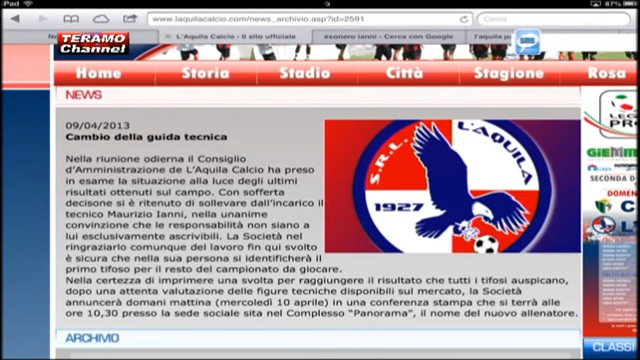 iPad
87%
www.laquilacalcio.com/news_archivio.asp?id=2591
Cerca
TERAMO
Channel
L'Aquila Calcio - Il sito ufficiale
esonero ianni - Cerca con Google
Home Storia Stadio Città Stagione Rosa
NEWS
09/04/2013
Cambio della guida tecnica
Nella riunione odierna il Consiglio
d'Amministrazione de L'Aquila Calcio ha preso
in esame la situazione alla luce degli ultimi
risultati ottenuti sul campo. Con sofferta
decisone si è ritenuto di sollevare dall'incarico il
tecnico Maurizio Ianni, nella unanime
convinzione che le responsabilità non siano a
lui esclusivamente ascrivibili. La Società nel
ringraziarlo comunque del lavoro fin qui svolto
è sicura che nella sua persona si identificherà il
primo tifoso per il resto del campionato da giocare.
Nella certezza di imprimere una svolta per raggiungere il risultato che tutti i tifosi auspicano,
dopo una attenta valutazione delle figure tecniche disponibili sul mercato, la Società
annuncerà domani mattina (mercoledì 10 aprile) in una conferenza stampa che si terrà alle
ore 10,30 presso la sede sociale sita nel Complesso “Panorama”, il nome del nuovo allenatore.
S.R.L. L'AQUILA
1927
LEGA
PRO
GIEMME
SECONDA D
ARCHIVIO
CLASSI